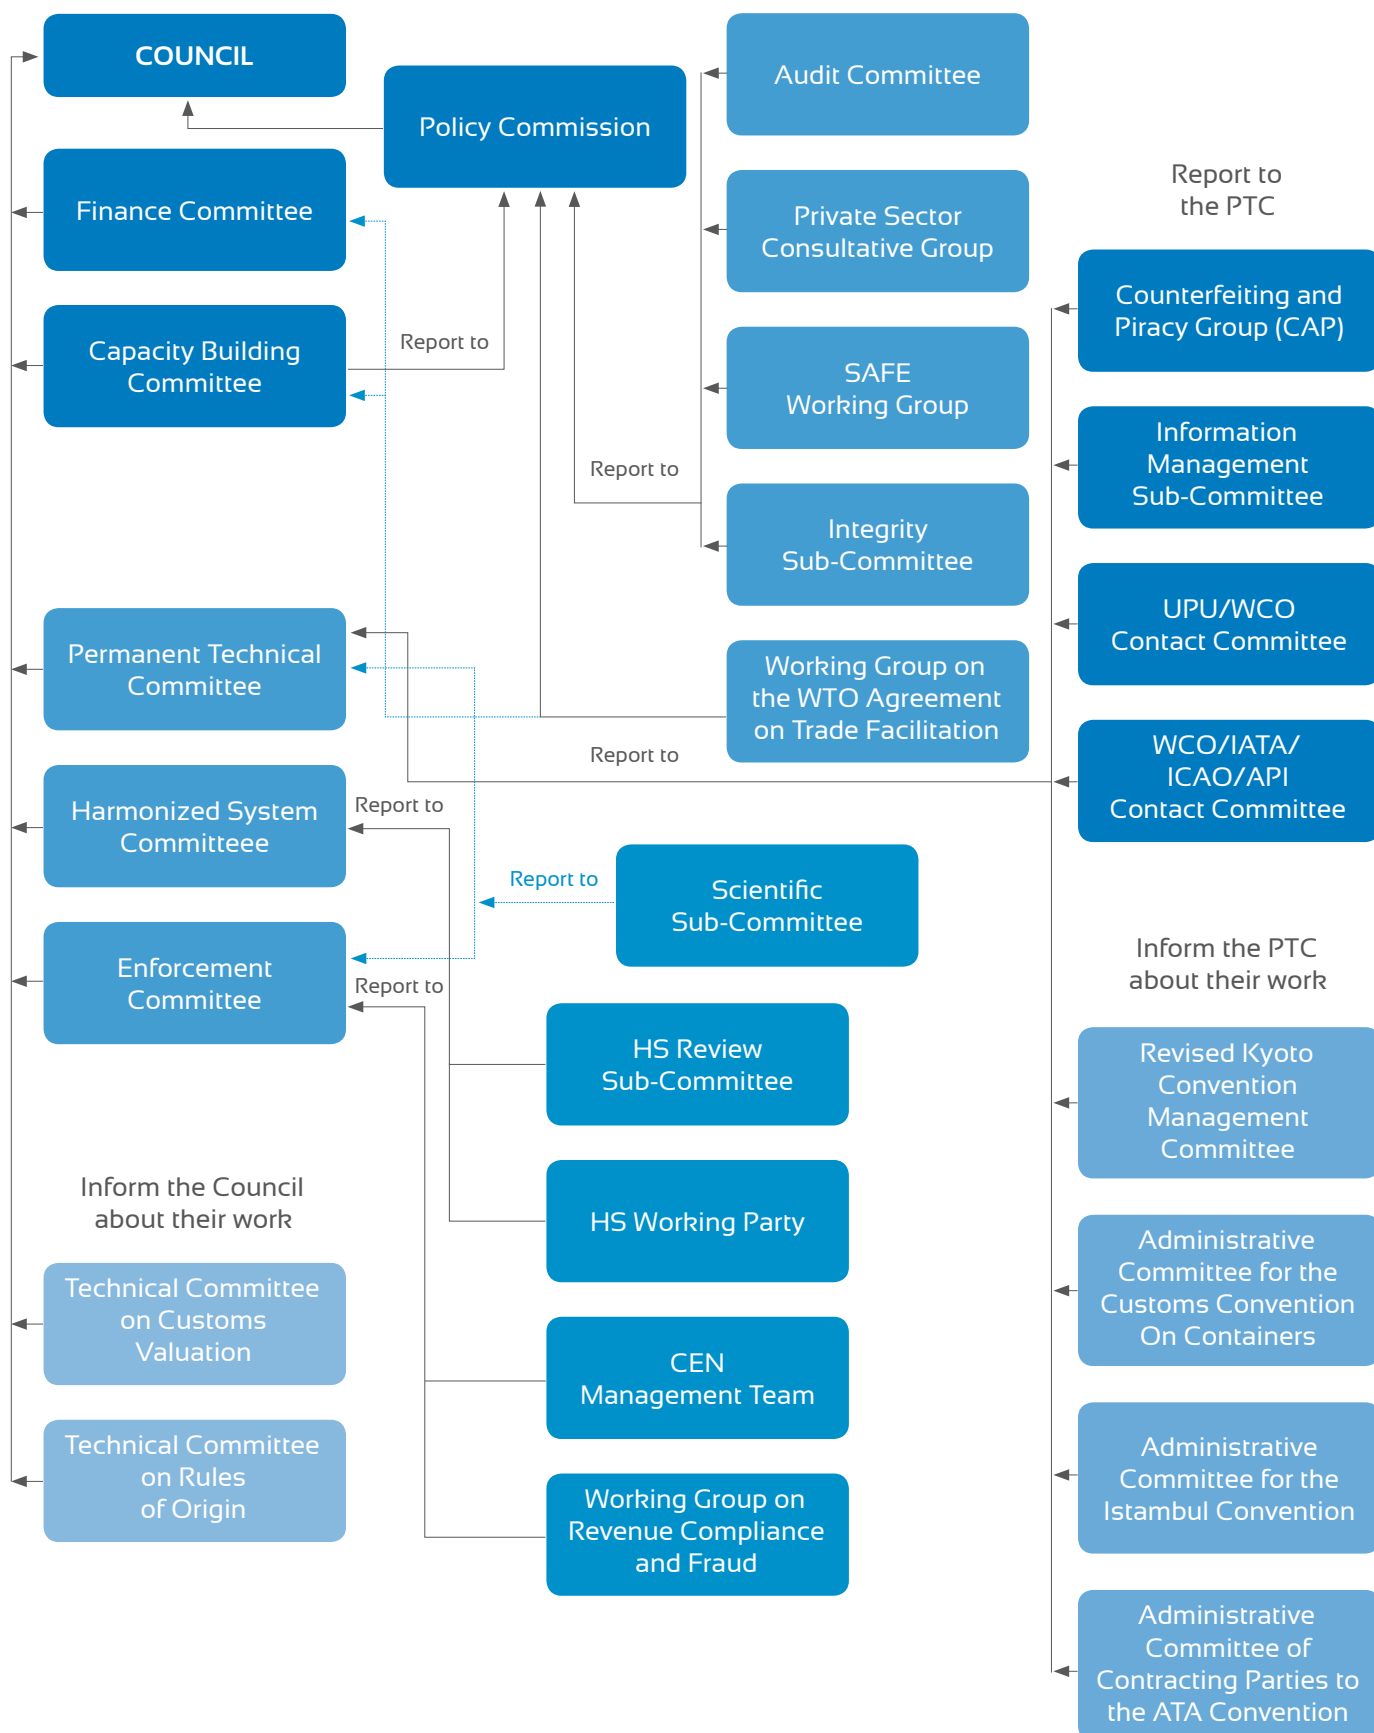 COUNCIL
Policy Commission
Finance Committee
Capacity Building
Committee
Report to
Audit Committee
Private Sector
Consultative Group
SAFE
Working Group
Report to
Integrity
Sub-Committee
Working Group on
the WTO Agreement
on Trade Facilitation
Report to
the PTC
Counterfeiting and
Piracy Group (CAP)
Information
Management
Sub-Committee
UPU/WCO
Contact Committee
WCO/IATA/
ICAO/API
Contact Committee
Permanent Technical
Committee
Report to
Harmonized System
Committeee
Report to
Report to
Scientific
Sub-Committee
Enforcement
Committee
Report to
HS Review
Sub-Committee
HS Working Party
CEN
Management Team
Working Group on
Revenue Compliance
and Fraud
Inform the Council
about their work
Technical Committee
on Customs
Valuation
Technical Committee
on Rules
of Origin
Inform the PTC
about their work
Revised Kyoto
Convention
Management
Committee
Administrative
Committee for the
Customs Convention
On Containers
Administrative
Committee for the
Istambul Convention
Administrative
Committee of
Contracting Parties to
the ATA Convention